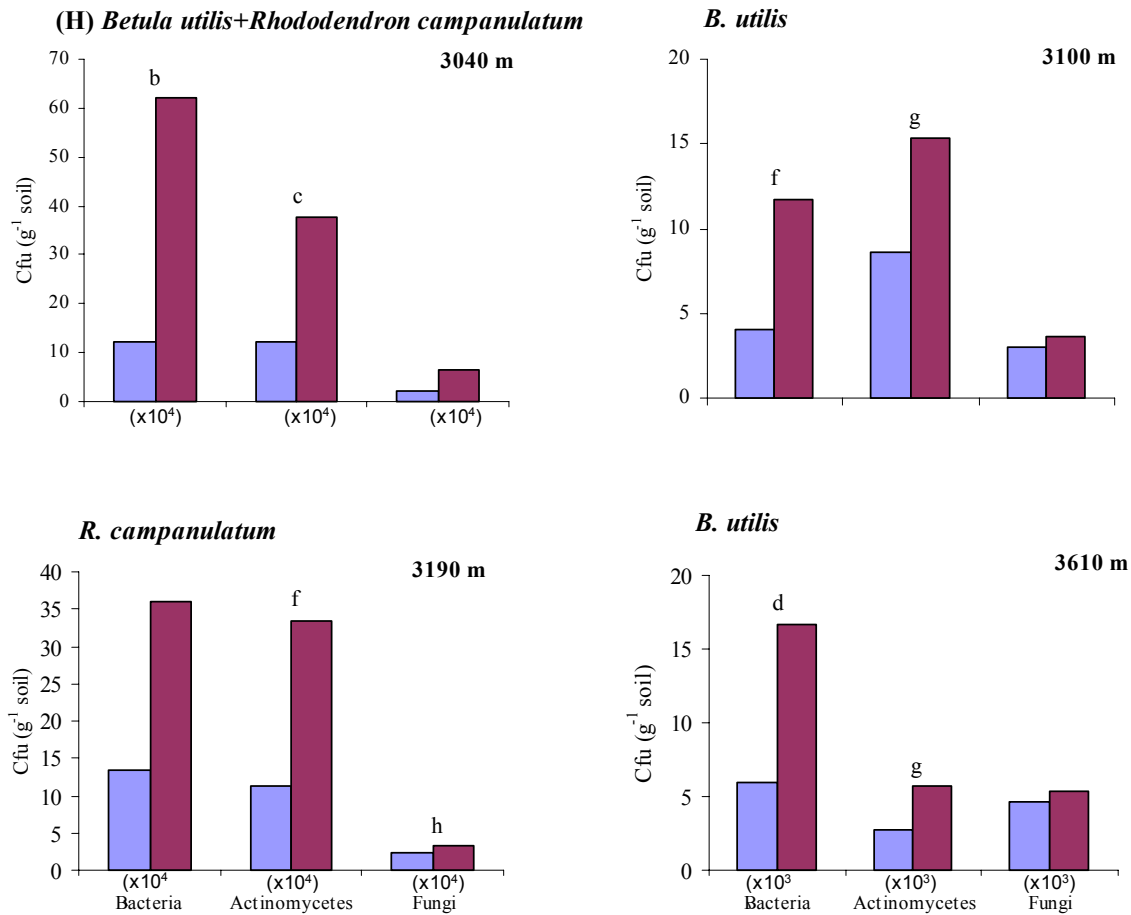 (H) Betula utilis+Rhododendron campanulatum
3040 m
Cfu (g⁻¹ soil)
70
60
50
40
30
20
10
0
b
c
(x10⁴)
(x10⁴)
(x10⁴)
B. utilis
3100 m
Cfu (g⁻¹ soil)
20
15
10
5
0
f
g
R. campanulatum
3190 m
Cfu (g⁻¹ soil)
40
35
30
25
20
15
10
5
0
f
h
(x10⁴
(x10⁴)
(x10⁴)
Bacteria
Actinomycetes
Fungi
B. utilis
3610 m
Cfu (g⁻¹ soil)
20
15
10
5
0
d
g
(x10³
(x10³)
(x10³)
Bacteria
Actinomycetes
Fungi